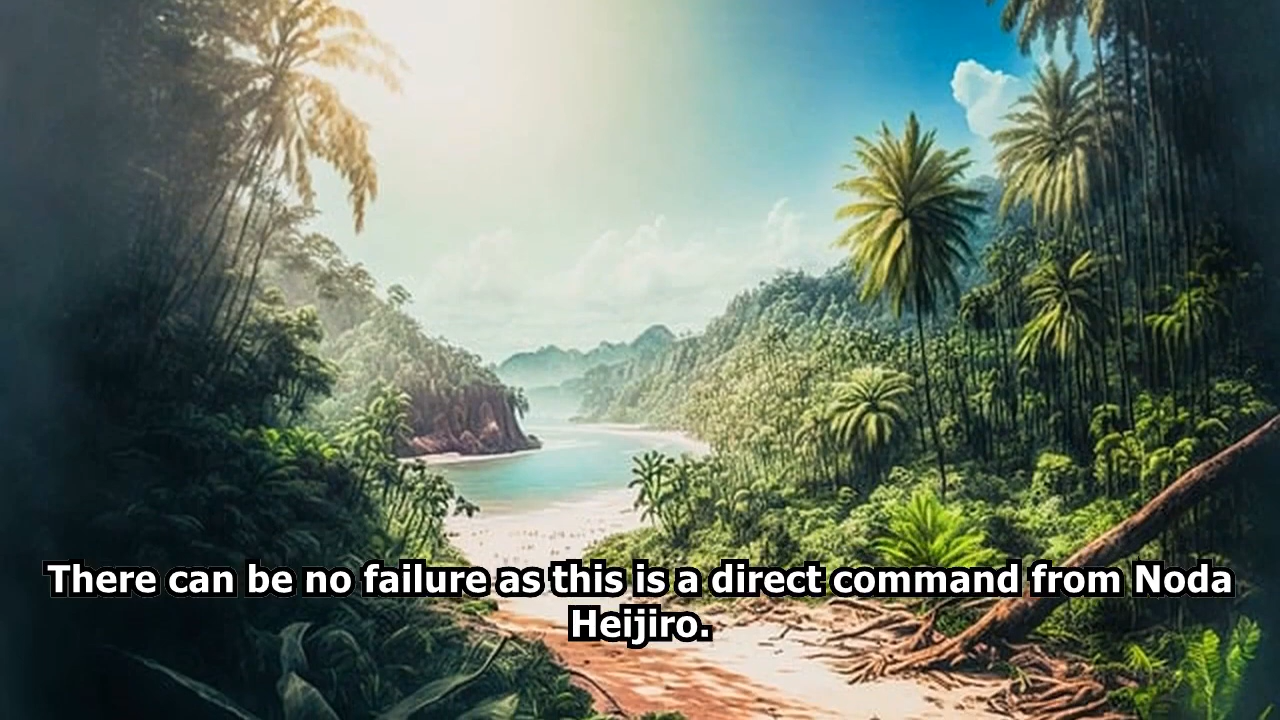 There can be no failure as this is a direct command from Noda
Heijiro.